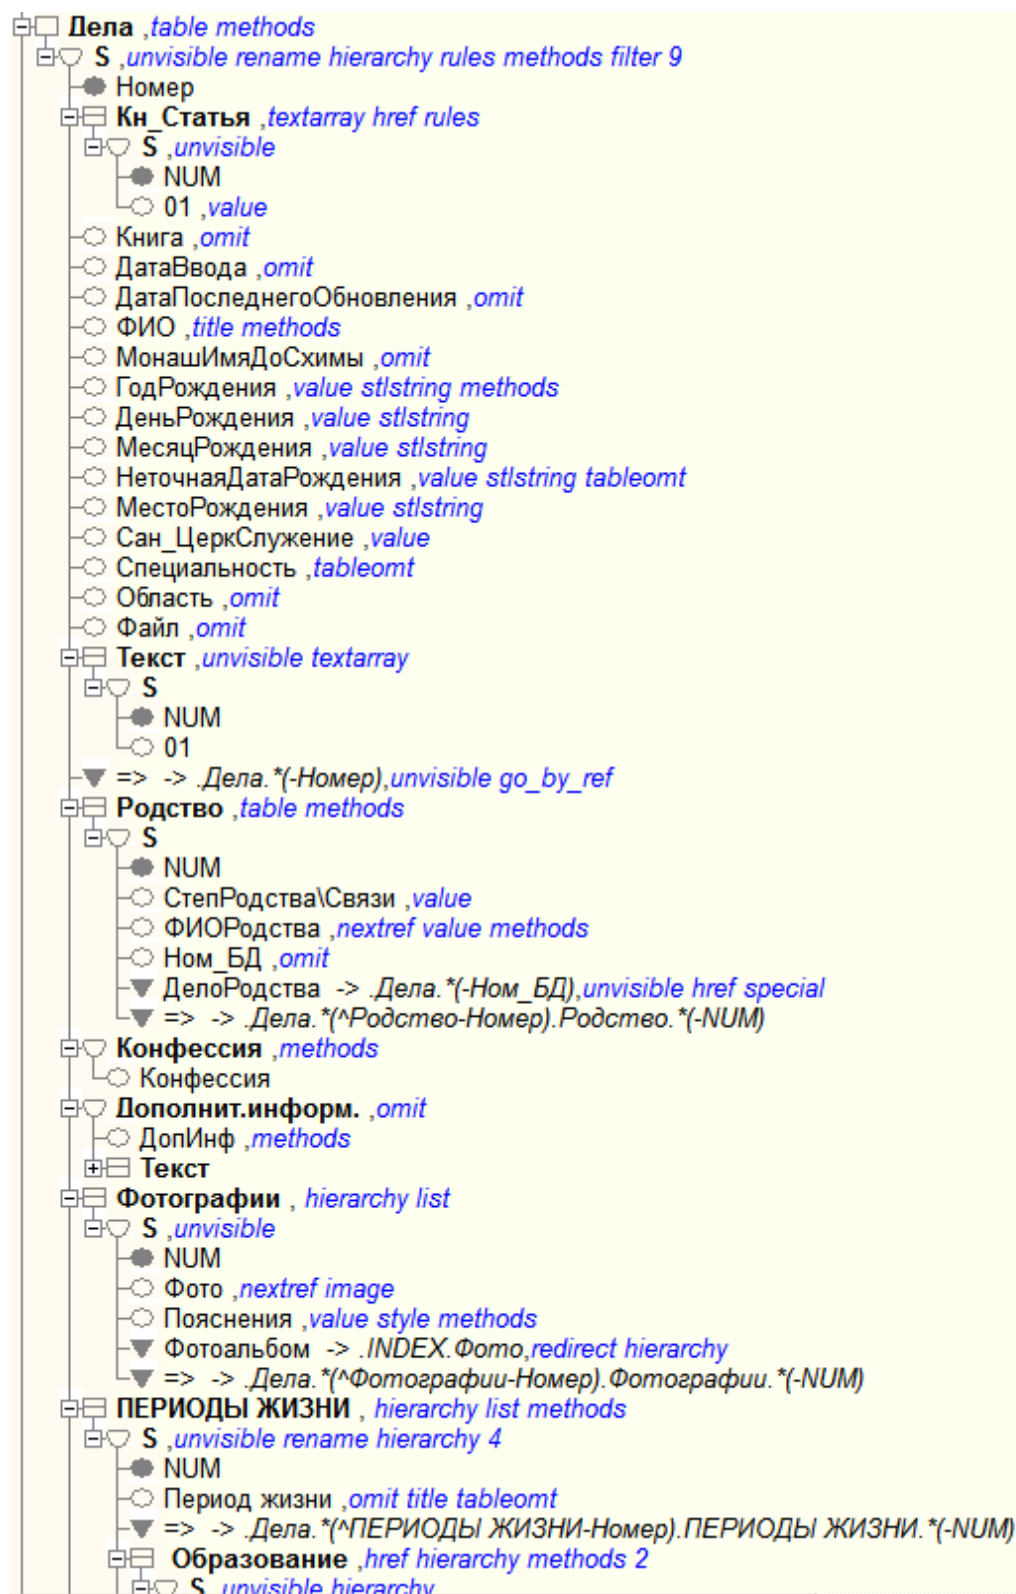 Дела ,table methods
S ,unvisible rename hierarchy rules methods filter 9
Номер
Кн_Статья ,textarray href rules
S ,unvisible
NUM
01 ,value
Книга ,omit
ДатаВвода ,omit
ДатаПоследнегоОбновления ,omit
ФИО ,title methods
МонашИмяДоСхимы ,omit
ГодРождения ,value stlstring methods
ДеньРождения ,value stlstring
МесяцРождения ,value stlstring
НеточнаяДатаРождения ,value stlstring tableomt
МестоРождения ,value stlstring
Сан_ЦеркСлужение ,value
Специальность ,tableomt
Область ,omit
Файл ,omit
Текст ,unvisible textarray
S
NUM
01
=> -> .Дела.*(-Номер),unvisible go_by_ref
Родство ,table methods
S
NUM
СтепРодства\Связи ,value
ФИОРодства ,nextref value methods
Ном_БД ,omit
ДелоРодства -> .Дела.*(-Ном_БД),unvisible href special
=> -> .Дела.*(^Родство-Номер).Родство.*(-NUM)
Конфессия ,methods
Конфессия
Дополнит.информ. ,omit
ДопИнф ,methods
Текст
Фотографии , hierarchy list
S ,unvisible
NUM
Фото ,nextref image
Пояснения ,value style methods
Фотоальбом -> .INDEX.Фото,redirect hierarchy
=> -> .Дела.*(^Фотографии-Номер).Фотографии.*(-NUM)
ПЕРИОДЫ ЖИЗНИ , hierarchy list methods
S ,unvisible rename hierarchy 4
NUM
Период жизни ,omit title tableomt
=> -> .Дела.*(^ПЕРИОДЫ ЖИЗНИ-Номер).ПЕРИОДЫ ЖИЗНИ.*(-NUM)
Образование ,href hierarchy methods 2
S ,unvisible hierarchy